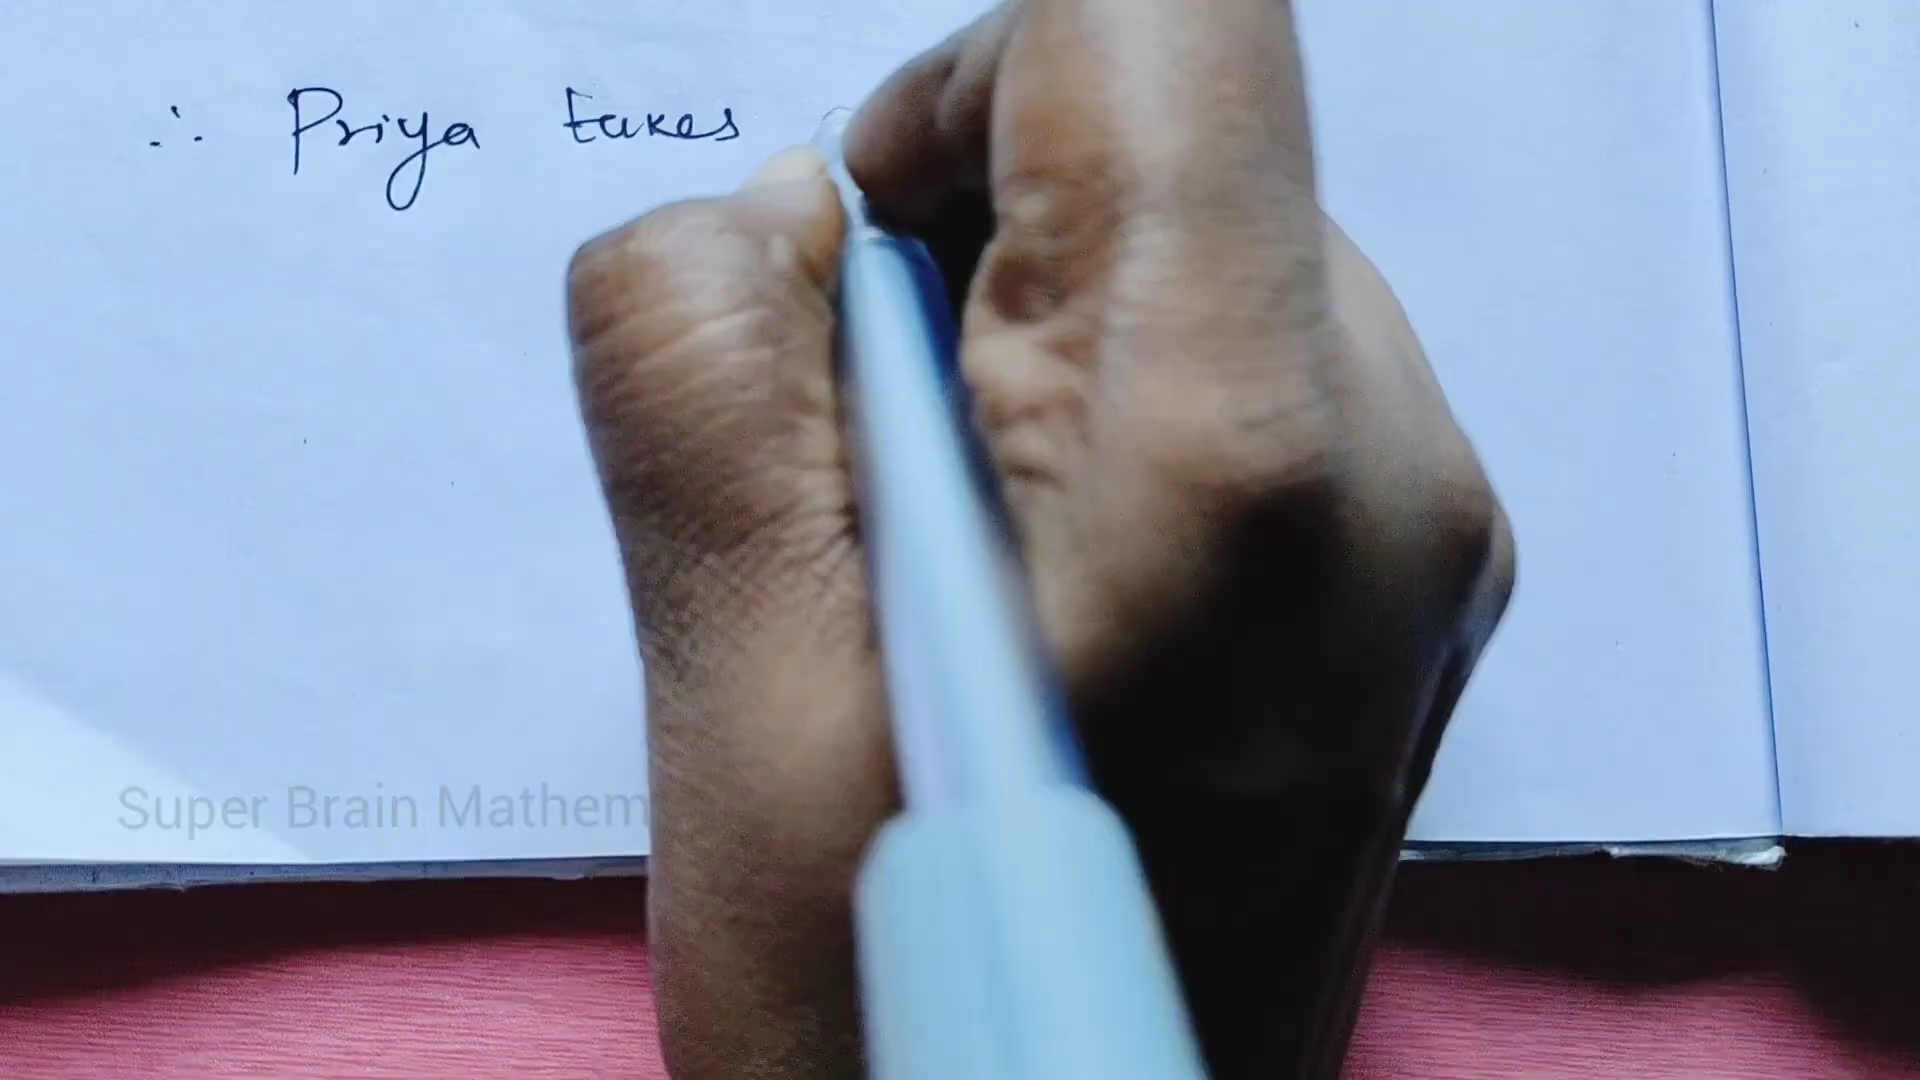 ∴ Priya takes
Super Brain Mathem